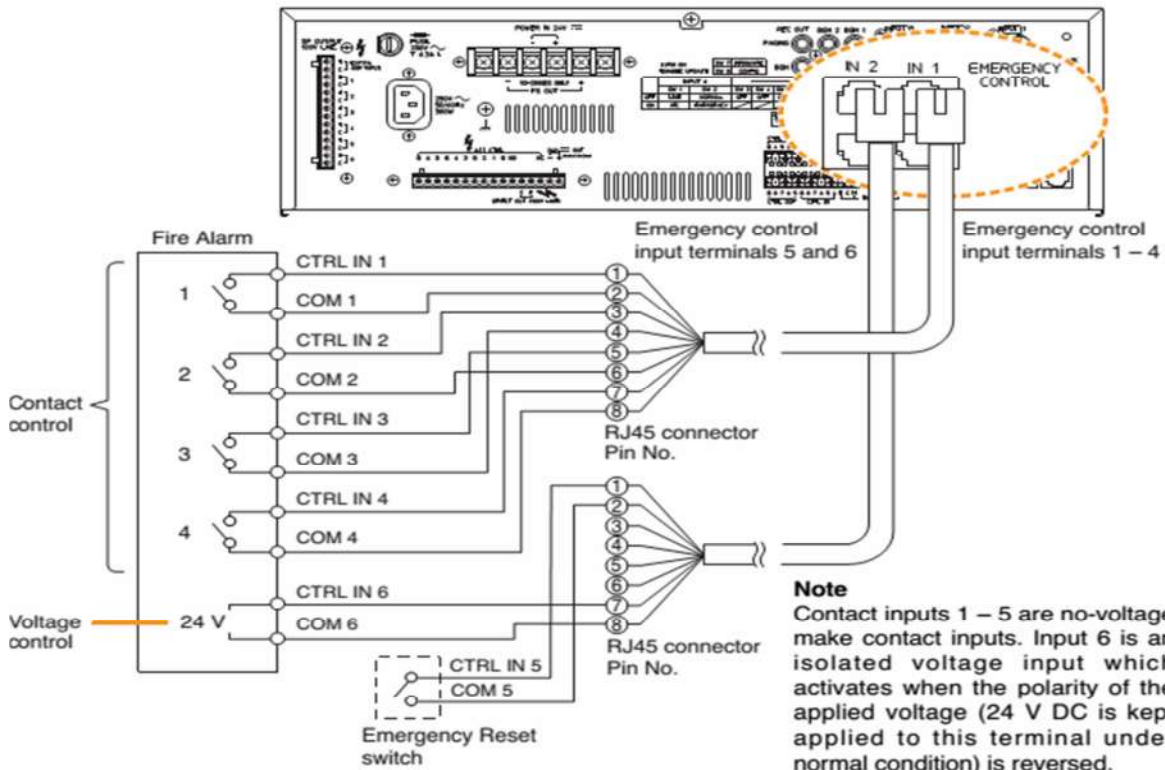 POWER IN 24V
IN 2 IN 1
EMERGENCY
CONTROL
Emergency control
input terminals 5 and 6
Emergency control
input terminals 1 – 4
Fire Alarm
CTRL IN 1
COM 1
CTRL IN 2
COM 2
CTRL IN 3
COM 3
CTRL IN 4
COM 4
CTRL IN 6
COM 6
1
2
3
4
24 V
Contact
control
Voltage
control
1
2
3
4
5
6
7
8
RJ45 connector
Pin No.
1
2
3
4
5
6
7
8
RJ45 connector
Pin No.
CTRL IN 5
COM 5
Emergency Reset
switch
Note
Contact inputs 1 – 5 are no-voltage
make contact inputs. Input 6 is an
isolated voltage input which
activates when the polarity of the
applied voltage (24 V DC is kep
applied to this terminal unde
normal condition) is reversed.